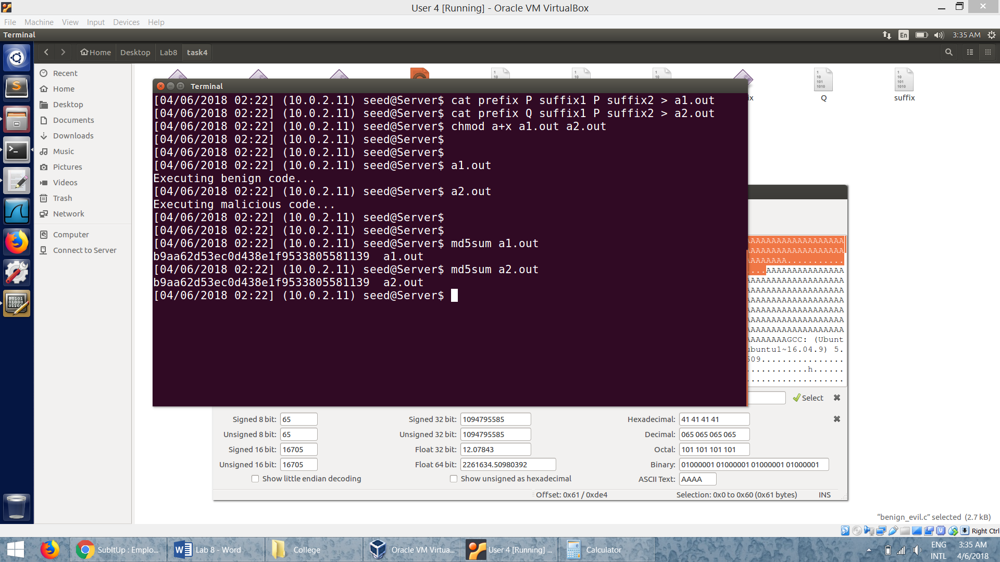 User 4 [Running] - Oracle VM VirtualBox
File Machine View Input Devices Help
Terminal
En
3:35 AM
Home Desktop Lab8 task4
Recent
Home
Desktop
Documents
Downloads
Music
Pictures
Videos
Trash
Network
Computer
Connect to Server
ix
Q
suffix
Terminal
[04/06/2018 02:22] (10.0.2.11) seed@Server$ cat prefix P suffix1 P suffix2 > a1.out
[04/06/2018 02:22] (10.0.2.11) seed@Server$ cat prefix Q suffix1 P suffix2 > a2.out
[04/06/2018 02:22] (10.0.2.11) seed@Server$ chmod a+x a1.out a2.out
[04/06/2018 02:22] (10.0.2.11) seed@Server$
[04/06/2018 02:22] (10.0.2.11) seed@Server$
[04/06/2018 02:22] (10.0.2.11) seed@Server$ a1.out
Executing benign code...
[04/06/2018 02:22] (10.0.2.11) seed@Server$ a2.out
Executing malicious code...
[04/06/2018 02:22] (10.0.2.11) seed@Server$
[04/06/2018 02:22] (10.0.2.11) seed@Server$
[04/06/2018 02:22] (10.0.2.11) seed@Server$ md5sum a1.out
b9aa62d53ec0d438e1f9533805581139  a1.out
[04/06/2018 02:22] (10.0.2.11) seed@Server$ md5sum a2.out
b9aa62d53ec0d438e1f9533805581139  a2.out
[04/06/2018 02:22] (10.0.2.11) seed@Server$
AAAAAAAAAAAAAAAAAAAA
AAAAAAAAAAAAAAAAAAAA
AAAAAAAA............
....AAAAAAAAAAAAAAAA
AAAAAAAAAAAAAAAAAAAA
AAAAAAAAAAAAAAAAAAAA
AAAAAAAAAAAAAAAAAAAA
AAAAAAAAAAAAAAAAAAAA
AAAAAAAAAAAAAAAAAAAA
AAAAAAAAAAAAAAAAAAAA
AAAAAAAAGCC: (Ubunt
ubuntu1~16.04.9) 5.
609.................
.............h......
....................
Select
Signed 8 bit: 65
Signed 32 bit: 1094795585
Hexadecimal: 41 41 41 41
Unsigned 8 bit: 65
Unsigned 32 bit: 1094795585
Decimal: 065 065 065 065
Signed 16 bit: 16705
Float 32 bit: 12.07843
Octal: 101 101 101 101
Unsigned 16 bit: 16705
Float 64 bit: 2261634.50980392
Binary: 01000001 01000001 01000001 01000001
Show little endian decoding
Show unsigned as hexadecimal
ASCII Text: AAAA
Offset: 0x61 / 0xde4
Selection: 0x0 to 0x60 (0x61 bytes)
INS
“benign_evil.c” selected (2.7 kB)
Right Ctrl
SubItUp : Emplo...
Lab 8 - Word
College
Oracle VM Virtua...
User 4 [Running] ...
Calculator
ENG
INTL
3:35 AM
4/6/2018